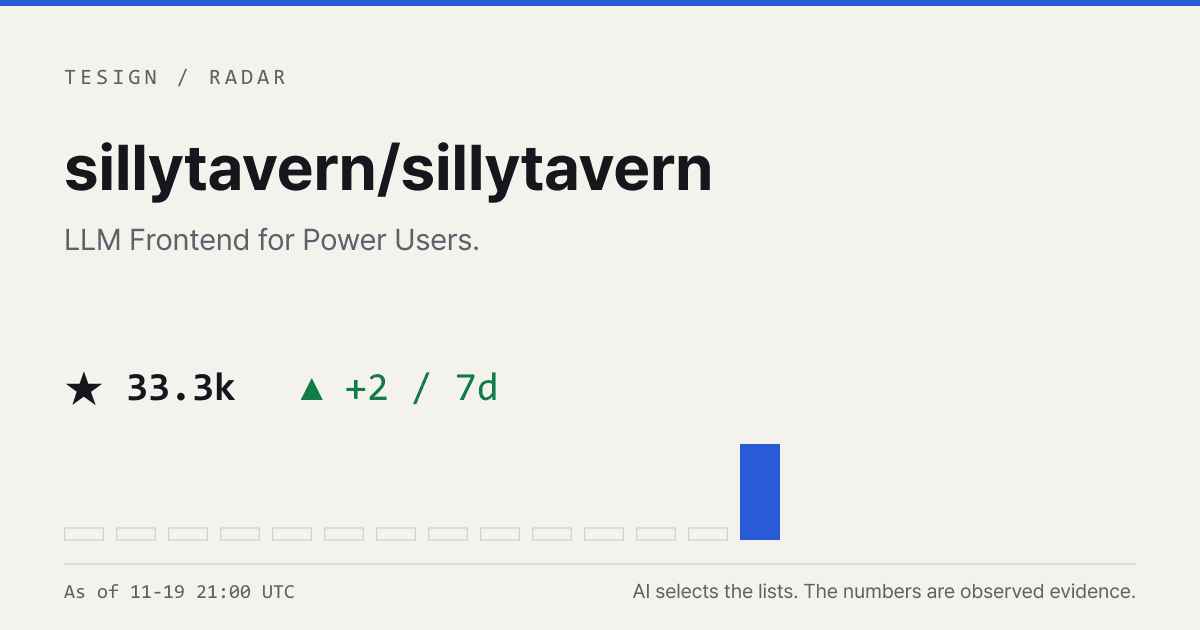 TESIGN / RADAR
sillytavern/sillytavern
LLM Frontend for Power Users.
★ 33.3k ▲ +2 / 7d
As of 11-19 21:00 UTC
AI selects the lists. The numbers are observed evidence.